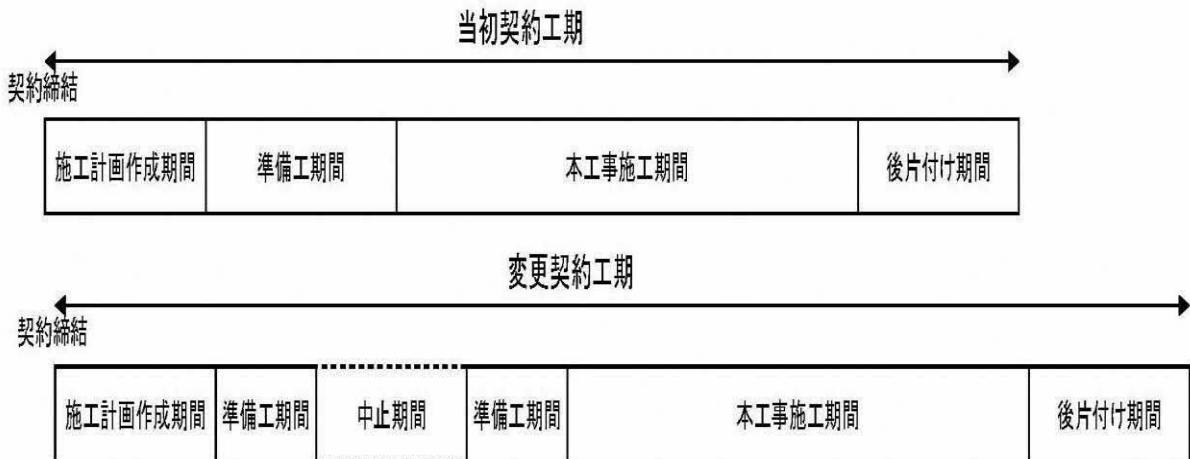 当初契約工期
契約締結
施工計画作成期間 準備工期間 本工事施工期間 後片付け期間
変更契約工期
契約締結
施工計画作成期間 準備工期間 中止期間 準備工期間 本工事施工期間 後片付け期間